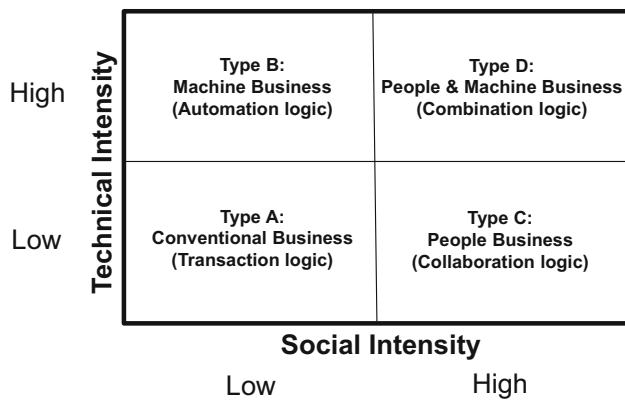 High
Low
Technical Intensity
Type B:
Machine Business
(Automation logic)
Type D:
People & Machine Business
(Combination logic)
Type A:
Conventional Business
(Transaction logic)
Type C:
People Business
(Collaboration logic)
Social Intensity
Low
High